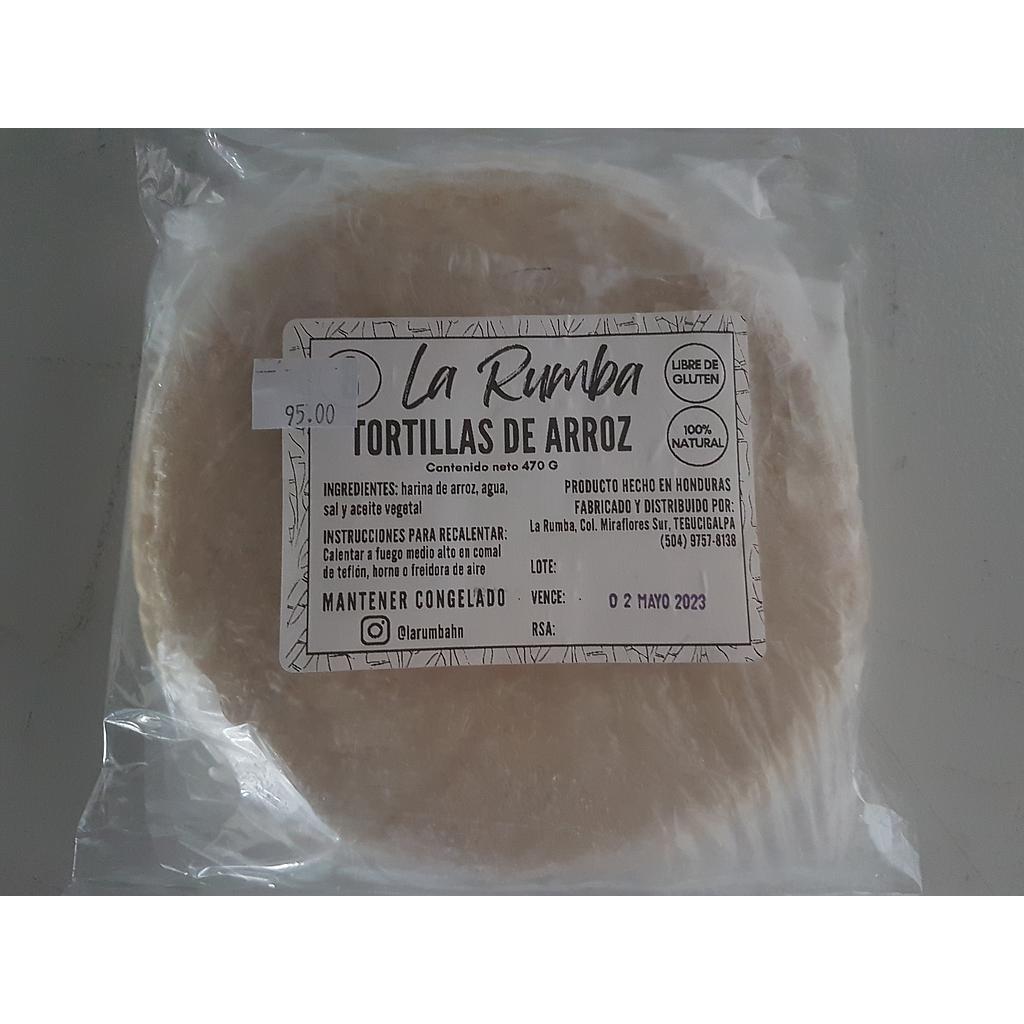 La Rumba
LIBRE DE
GLUTEN
95.00
TORTILLAS DE ARROZ
100%
NATURAL
Contenido neto 470 G
INGREDIENTES: harina de arroz, agua,
sal y aceite vegetal
INSTRUCCIONES PARA RECALENTAR:
Calentar a fuego medio alto en comal
de teflón, horno o freidora de aire
MANTENER CONGELADO
@larumbahn
PRODUCTO HECHO EN HONDURAS
FABRICADO Y DISTRIBUIDO POR:
La Rumba, Col. Miraflores Sur, TEGUCIGALPA
(504) 9757-8138
LOTE:
VENCE: 0 2 MAYO 2023
RSA: